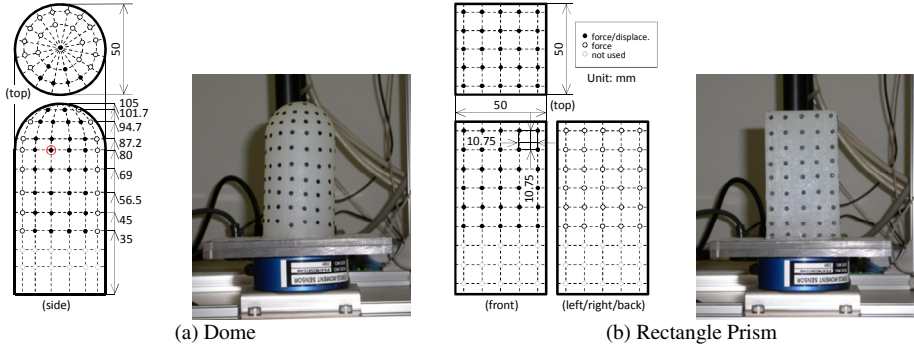 (top)
50
105
101.7
94.7
87.2
80
69
56.5
45
35
(side)
(a) Dome
50
(top)
force/displace.
force
not used
Unit: mm
10.75
10.75
(front)
(left/right/back)
(b) Rectangle Prism